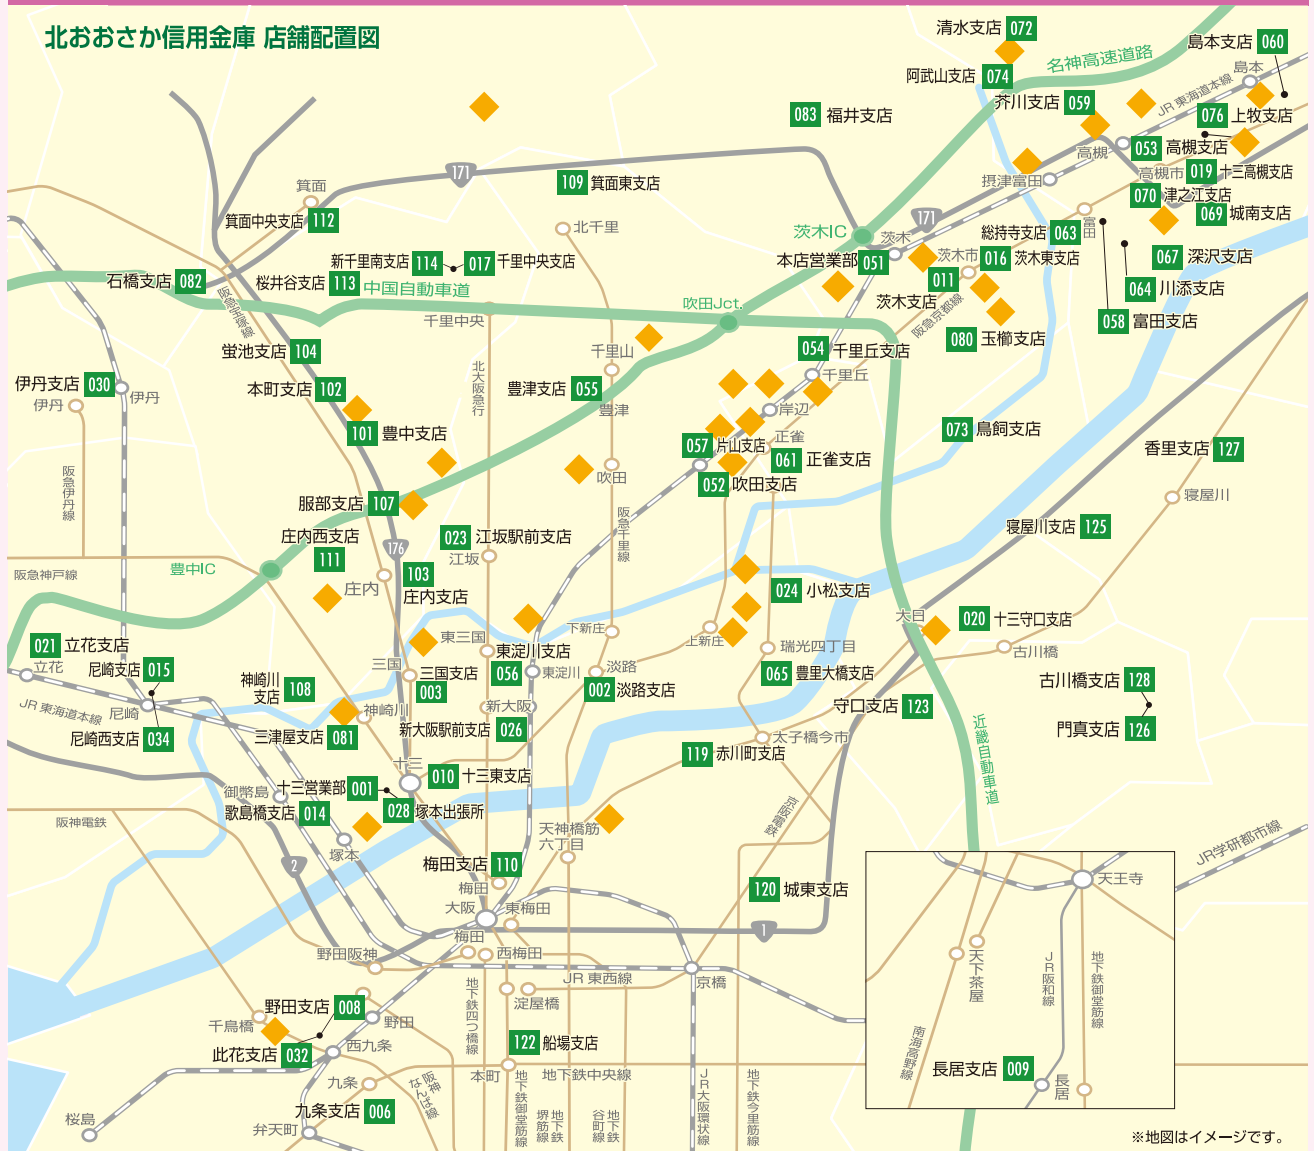 北おおさか信用金庫 店舗配置図
清水支店 072
名神高速道路
島本支店 060
島本
阿武山支店 074
JR 東海道本線
芥川支店 059
076 上牧支店
083 福井支店
高槻
053 高槻支店
171
摂津富田
高槻市 019 十三高槻支店
109 箕面東支店
箕面
070 津之江支店
069 城南支店
箕面中央支店 112
北千里
171
富田
茨木IC
茨木
総持寺支店 063
067 深沢支店
新千里南支店 114
017 千里中央支店
本店営業部 051
茨木市 016 茨木東支店
石橋支店 082
桜井谷支店 113
中国自動車道
011
茨木支店
064 川添支店
阪急宝塚線
吹田Jct.
阪急京都線
058 富田支店
千里中央
080 玉櫛支店
蛍池支店 104
千里山
054 千里丘支店
伊丹支店 030
伊丹
伊丹
本町支店 102
北大阪急行
豊津支店 055
豊津
千里丘
岸辺
101 豊中支店
057 片山支店
正雀
073 鳥飼支店
香里支店 127
061 正雀支店
阪急伊丹線
吹田
052 吹田支店
寝屋川
服部支店 107
阪急千里線
寝屋川支店 125
庄内西支店
111
023 江坂駅前支店
176
江坂
豊中IC
阪急神戸線
103
庄内支店
庄内
024 小松支店
大日
020 十三守口支店
021 立花支店
立花
東三国
下新庄
上新庄
瑞光四丁目
古川橋
尼崎支店 015
三国
東淀川支店
056 東淀川
淡路
三国支店
003
002 淡路支店
065 豊里大橋支店
古川橋支店 128
神崎川
支店
108
JR 東海道本線
尼崎
神崎川
新大阪
守口支店 123
近畿自動車道
門真支店 126
尼崎西支店 034
三津屋支店 081
新大阪駅前支店 026
太子橋今市
119 赤川町支店
十三
010 十三東支店
御幣島
十三営業部 001
歌島橋支店 014
028 塚本出張所
京阪電鉄
阪神電鉄
天神橋筋
六丁目
塚本
JR学研都市線
2
梅田支店 110
天王寺
梅田
120 城東支店
大阪
東梅田
1
梅田
野田阪神
西梅田
天下茶屋
JR阪和線
地下鉄御堂筋線
JR 東西線
京橋
地下鉄四つ橋線
淀屋橋
野田支店 008
千鳥橋
野田
南海高野線
此花支店 032
西九条
122 船場支店
長居支店 009
長居
九条
阪神なんば線
本町
地下鉄中央線
九条支店 006
地下鉄御堂筋線
地下鉄堺筋線
地下鉄谷町線
JR大阪環状線
地下鉄今里筋線
桜島
弁天町
※地図はイメージです。